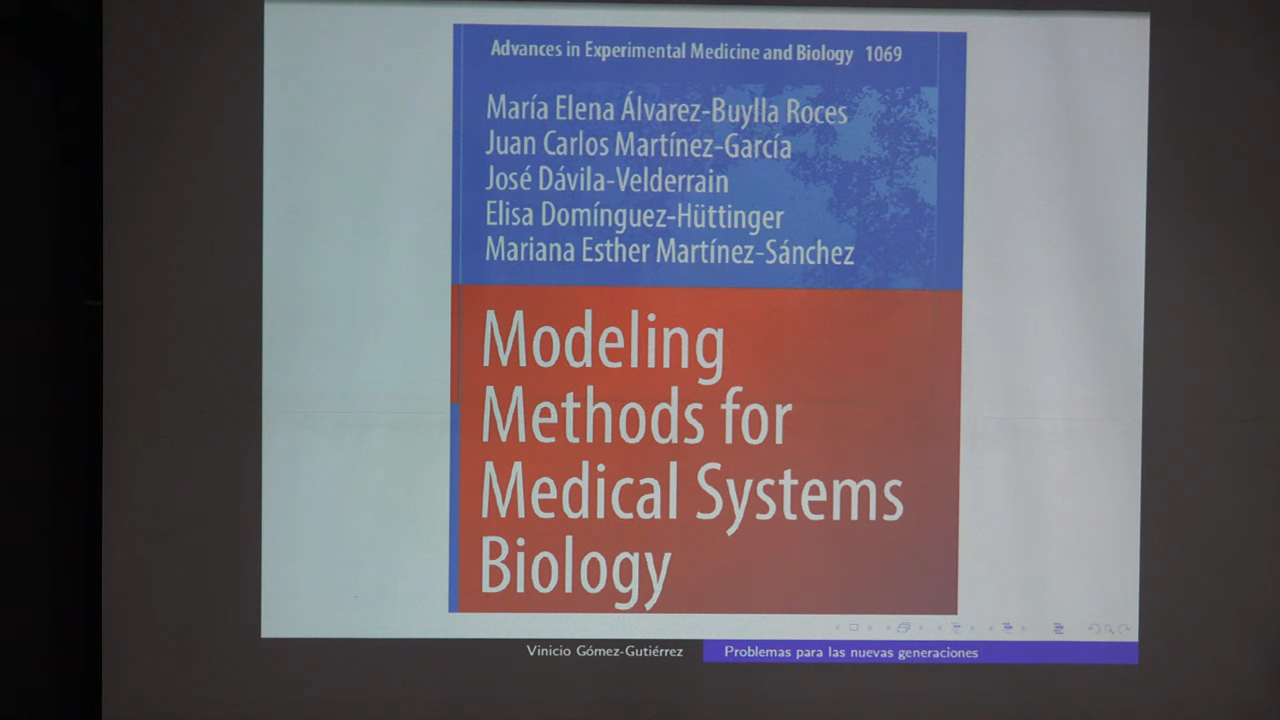 Advances in Experimental Medicine and Biology 1069
María Elena Álvarez-Buylla Roces
Juan Carlos Martínez-García
José Dávila-Velderrain
Elisa Domínguez-Hüttinger
Mariana Esther Martínez-Sánchez
Modeling
Methods for
Medical Systems
Biology
Vinicio Gómez-Gutiérrez
Problemas para las nuevas generaciones